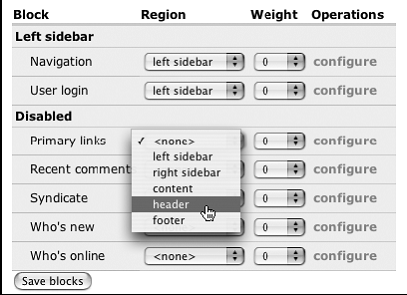 Block Region Weight Operations
Left sidebar
Navigation left sidebar 0 configure
User login left sidebar 0 configure
Disabled
Primary links ✓ <none> 0 configure
left sidebar
Recent comment 0 configure
right sidebar
content
Syndicate 0 configure
header
Who's new 0 configure
footer
Who's online <none> 0 configure
Save blocks